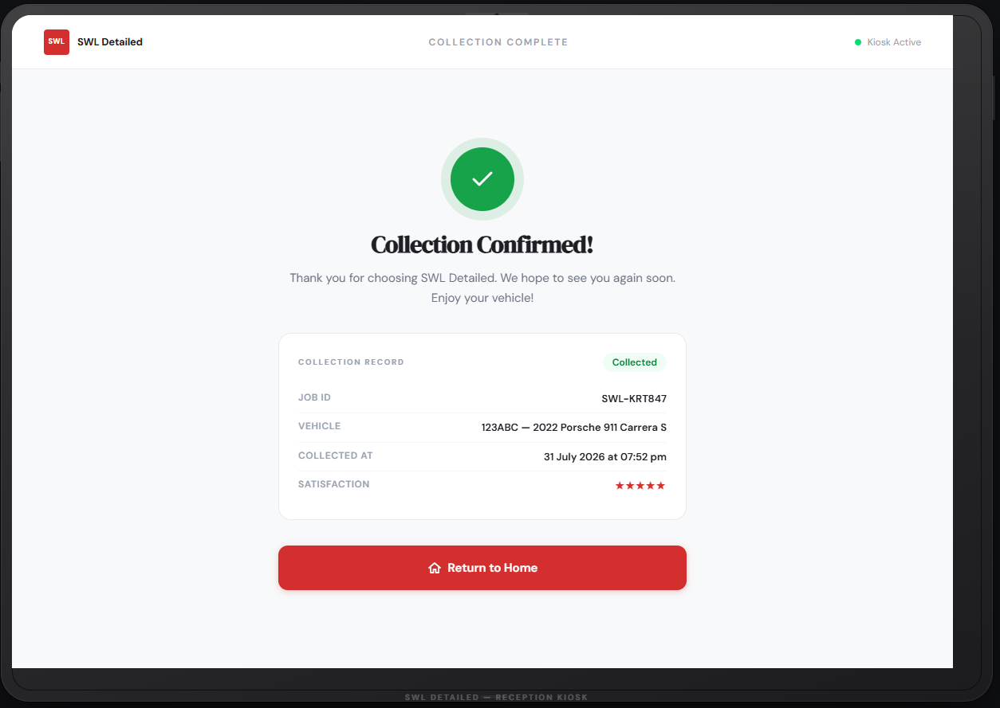 SWL
SWL Detailed
COLLECTION COMPLETE
Kiosk Active
Collection Confirmed!
Thank you for choosing SWL Detailed. We hope to see you again soon.
Enjoy your vehicle!
COLLECTION RECORD
Collected
JOB ID
SWL-KRT847
VEHICLE
123ABC — 2022 Porsche 911 Carrera S
COLLECTED AT
31 July 2026 at 07:52 pm
SATISFACTION
★★★★★
Return to Home
SWL DETAILED — RECEPTION KIOSK